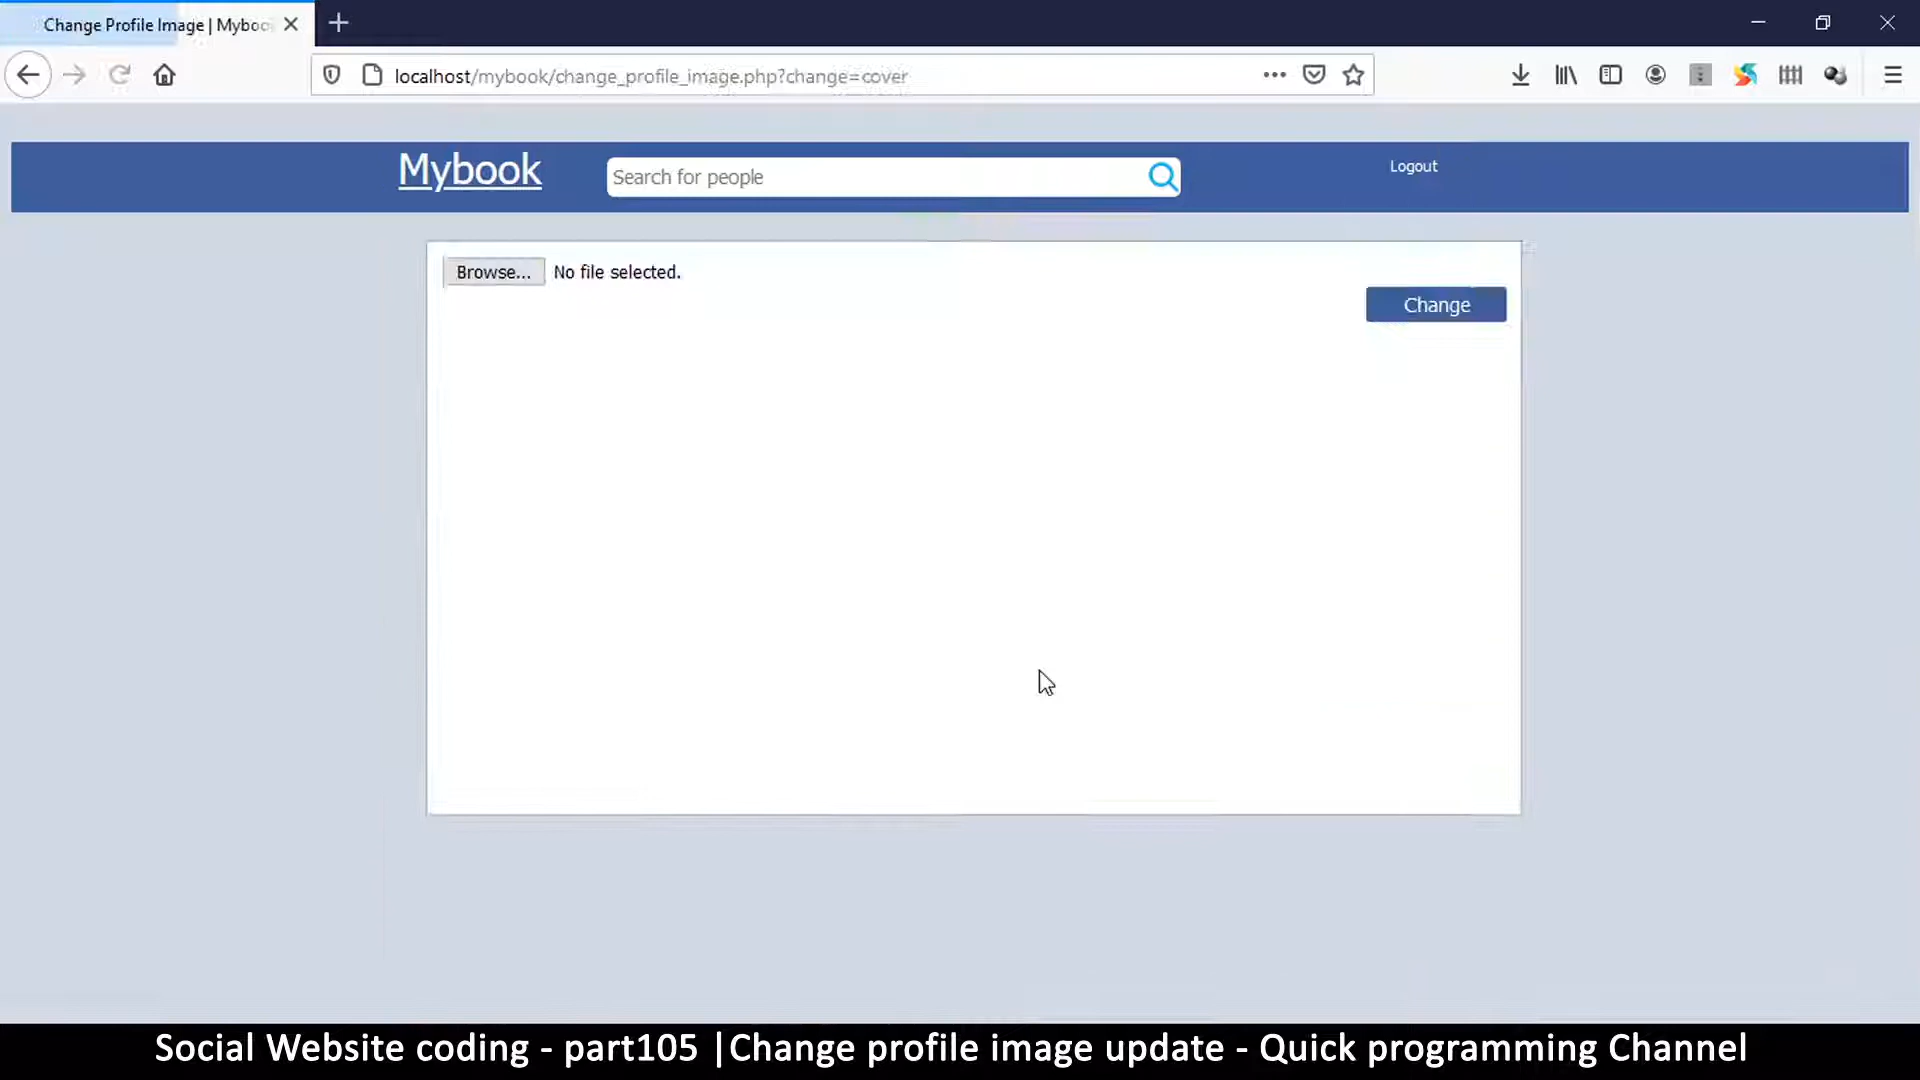 Change Profile Image | Myboo
localhost/mybook/change_profile_image.php?change=cover
Mybook
Search for people
Logout
Browse... No file selected.
Change
Social Website coding - part105 |Change profile image update - Quick programming Channel